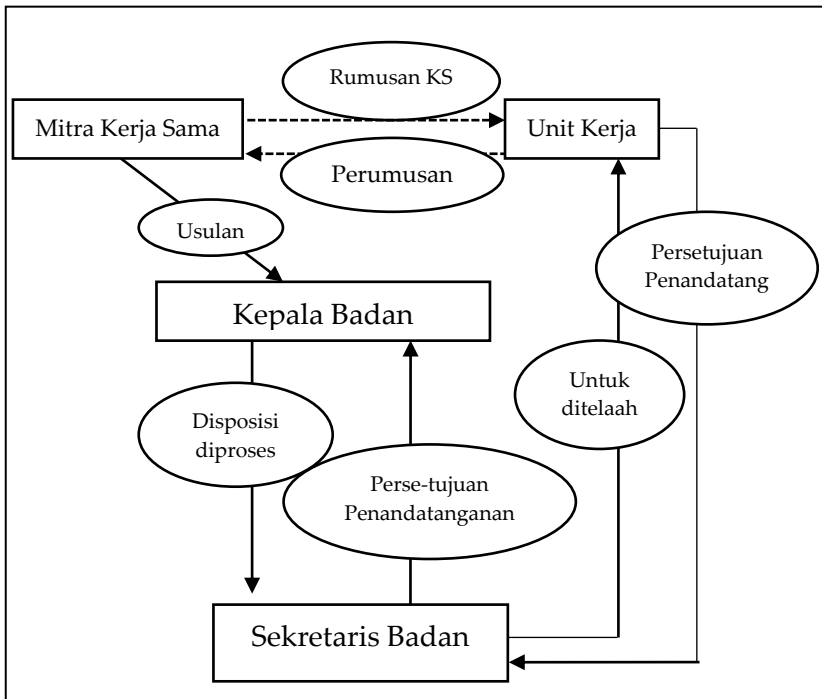 Rumusan KS
Mitra Kerja Sama
Unit Kerja
Perumusan
Usulan
Persetujuan
Penandatang
Kepala Badan
Untuk
ditelaah
Disposisi
diproses
Perse-tujuan
Penandatanganan
Sekretaris Badan